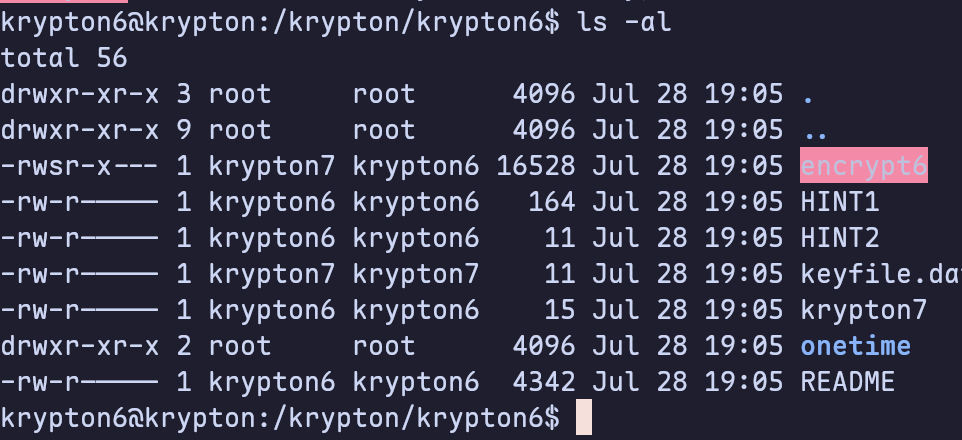 krypton6@krypton:/krypton/krypton6$ ls -al
total 56
drwxr-xr-x 3 root     root      4096 Jul 28 19:05 .
drwxr-xr-x 9 root     root      4096 Jul 28 19:05 ..
-rwsr-x--- 1 krypton7 krypton6 16528 Jul 28 19:05 encrypt6
-rw-r----- 1 krypton6 krypton6   164 Jul 28 19:05 HINT1
-rw-r----- 1 krypton6 krypton6    11 Jul 28 19:05 HINT2
-rw-r----- 1 krypton7 krypton7    11 Jul 28 19:05 keyfile.da
-rw-r----- 1 krypton6 krypton6    15 Jul 28 19:05 krypton7
drwxr-xr-x 2 root     root      4096 Jul 28 19:05 onetime
-rw-r----- 1 krypton6 krypton6  4342 Jul 28 19:05 README
krypton6@krypton:/krypton/krypton6$